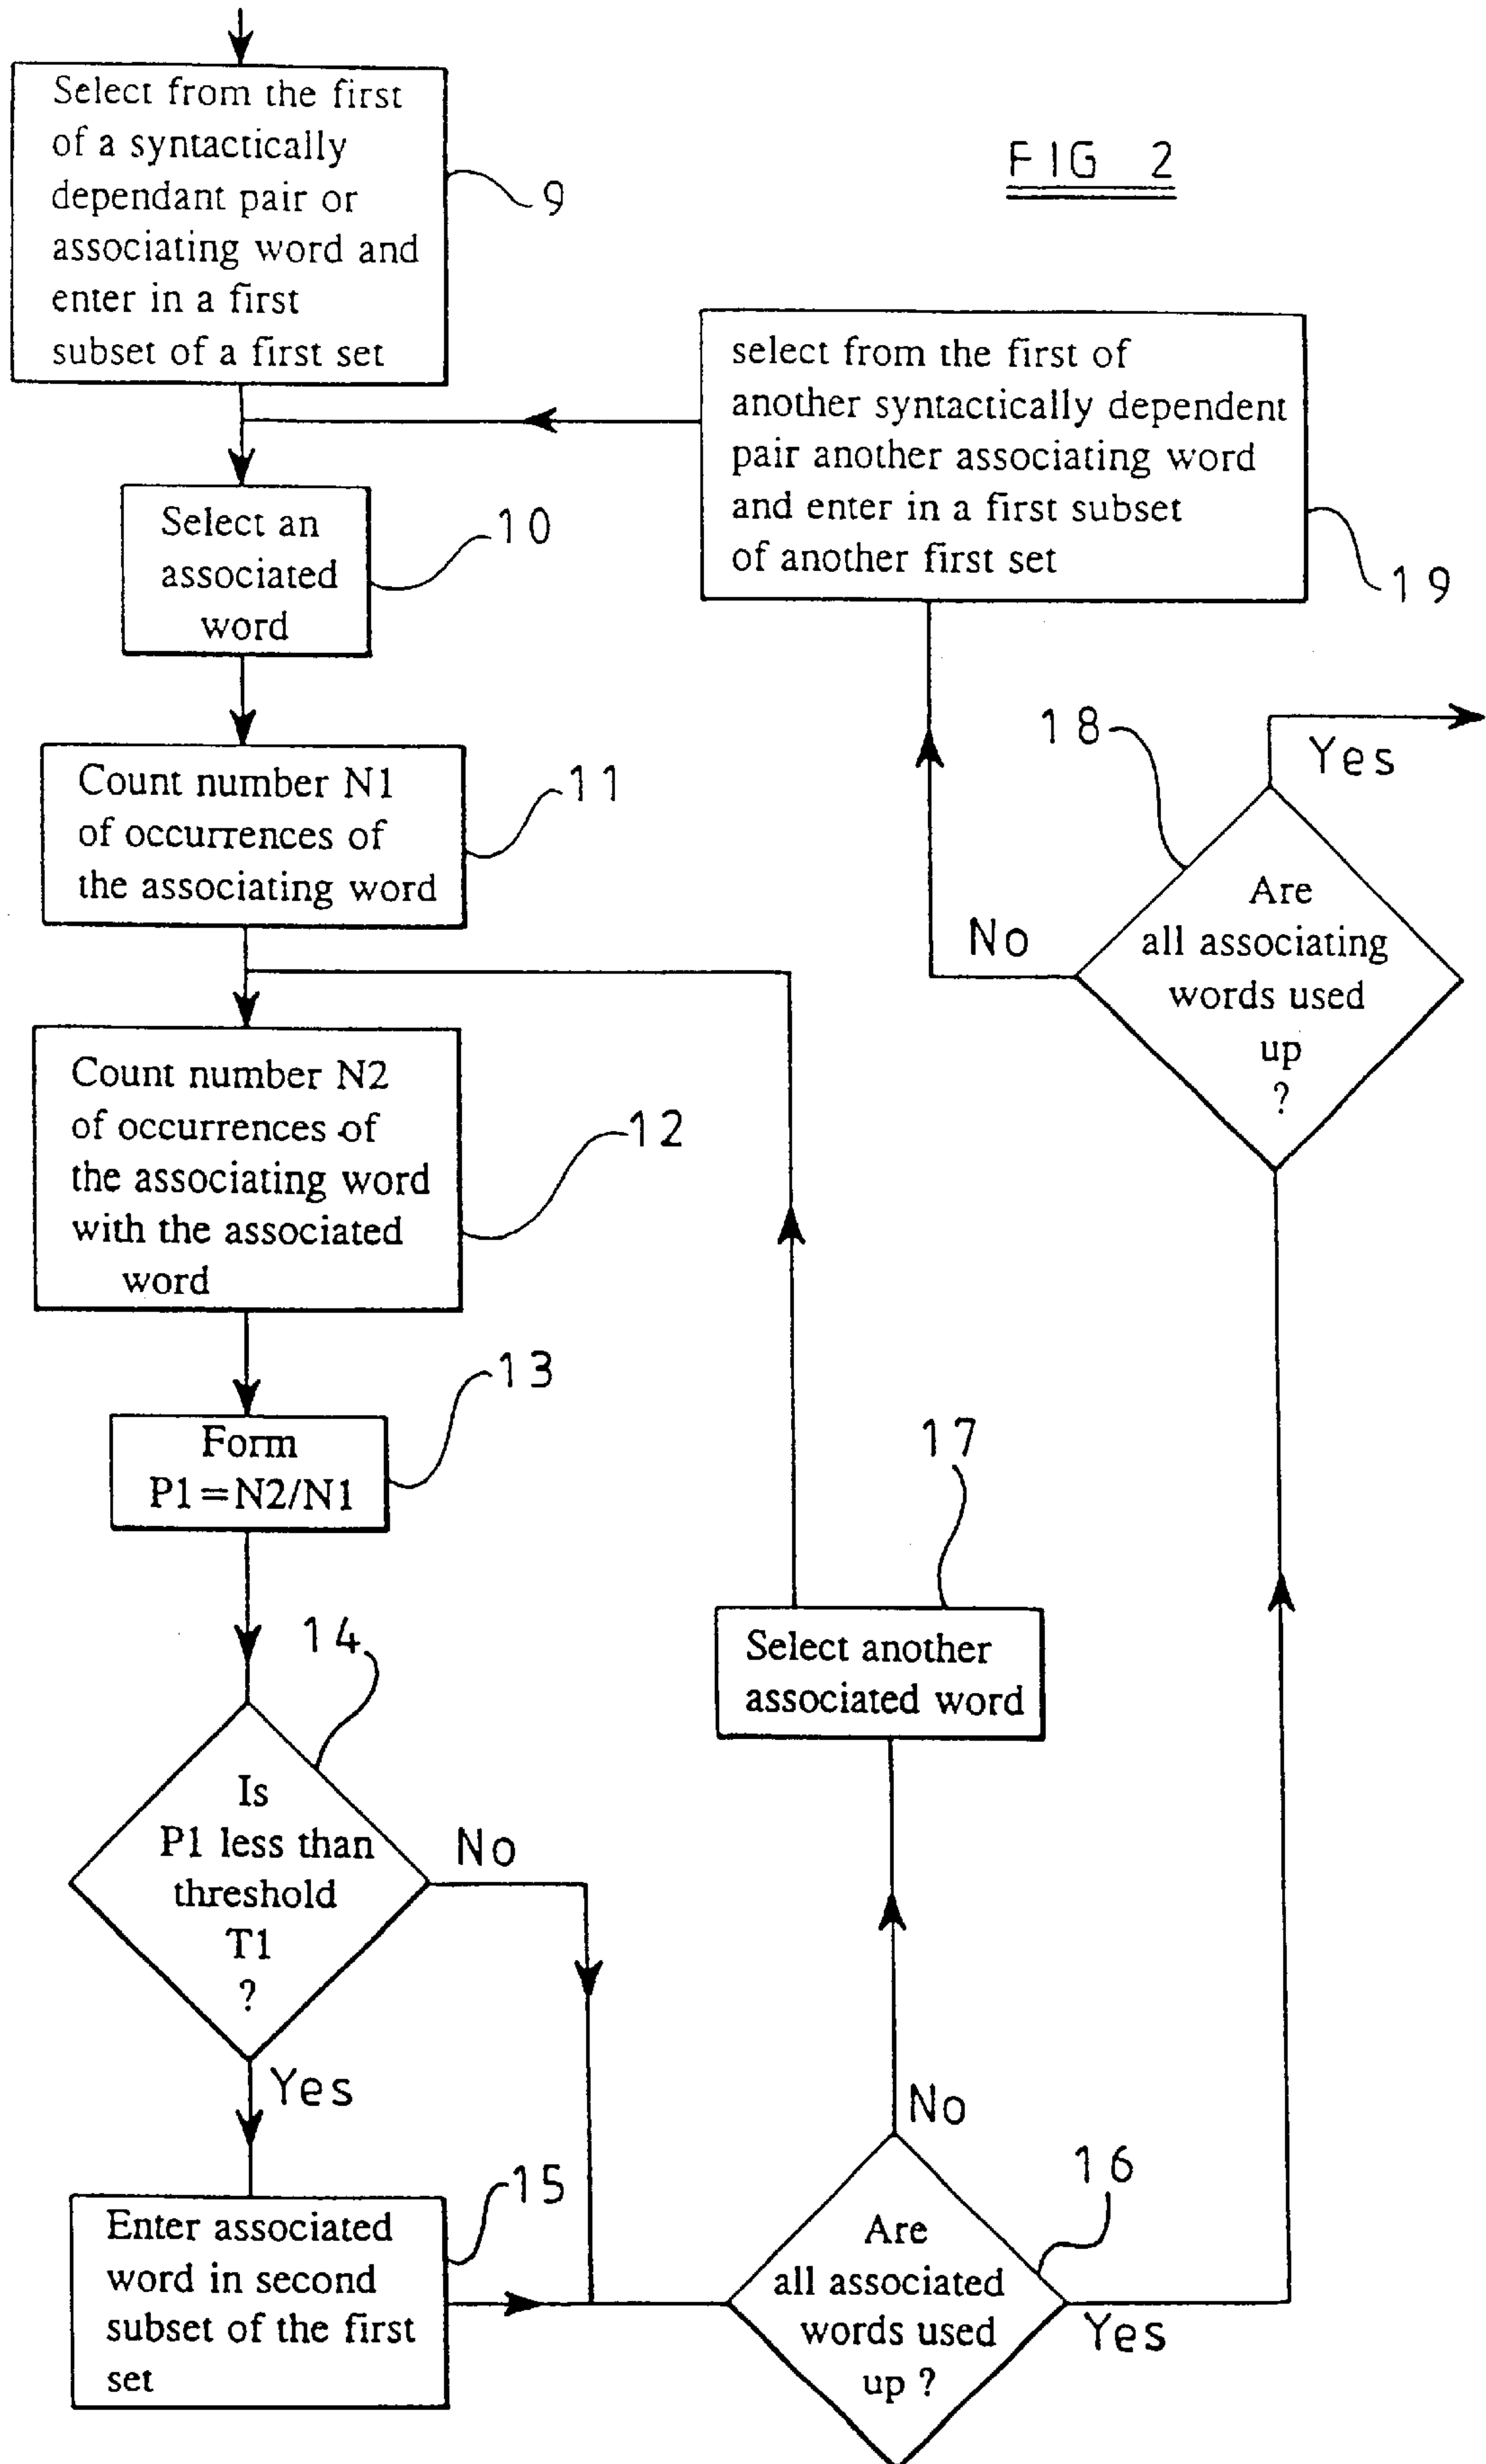 FIG 2
Select from the first
of a syntactically
dependant pair or
associating word and
enter in a first
subset of a first set
9
select from the first of
another syntactically dependent
pair another associating word
and enter in a first subset
of another first set
19
Select an
associated
word
10
Count number N1
of occurrences of
the associating word
11
Count number N2
of occurrences of
the associating word
with the associated
word
12
Form
P1=N2/N1
13
Is
P1 less than
threshold
T1
?
14
No
Yes
Enter associated
word in second
subset of the first
set
15
Are
all associated
words used
up ?
16
No
Yes
Select another
associated word
17
Are
all associating
words used
up
?
18
No
Yes